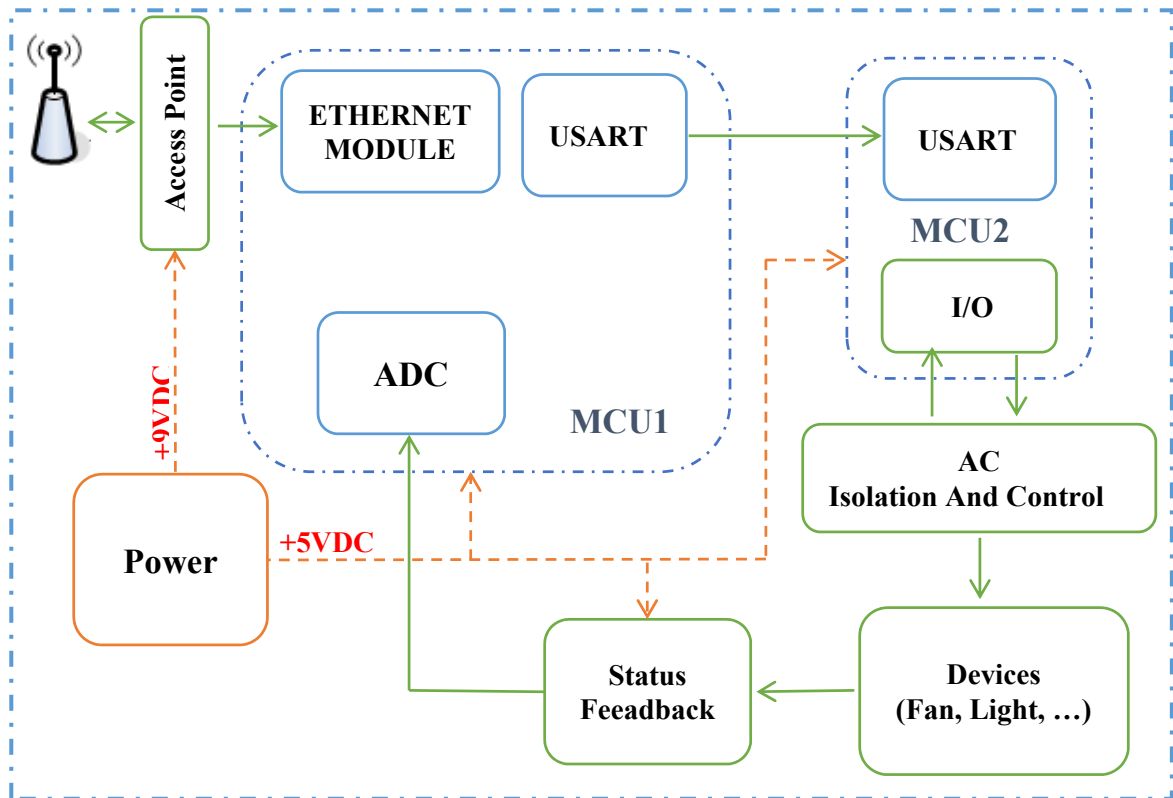 Access Point
ETHERNET
MODULE
USART
USART
MCU2
I/O
ADC
MCU1
+9VDC
AC
Isolation And Control
Power
+5VDC
Status
Feeadback
Devices
(Fan, Light, …)